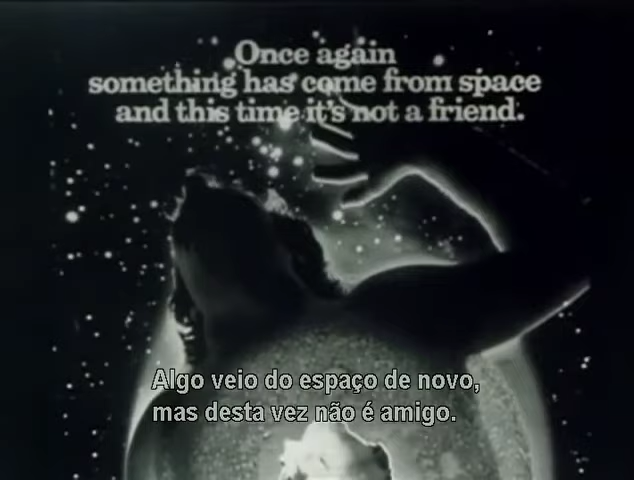 Once again
something has come from space
and this time it's not a friend.
Algo veio do espaço de novo,
mas desta vez não é amigo.